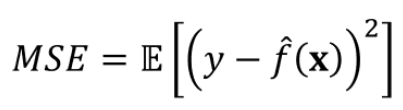 MSE = 𝔼[(y − f̂(𝐱))²]